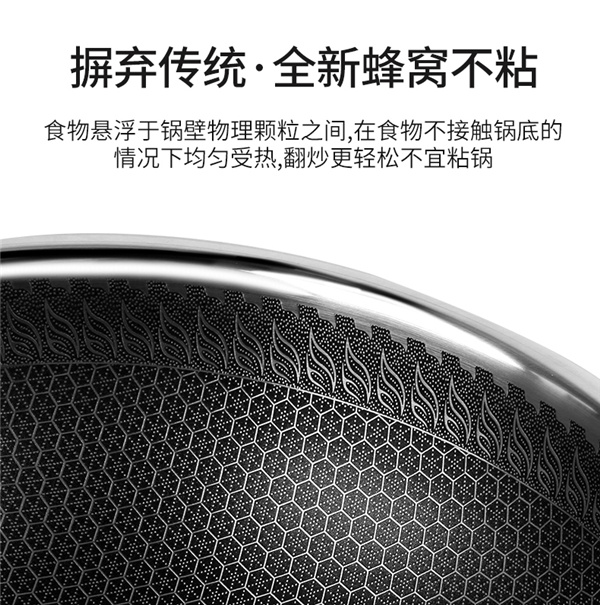 摒弃传统·全新蜂窝不粘
食物悬浮于锅壁物理颗粒之间,在食物不接触锅底的
情况下均匀受热,翻炒更轻松不宜粘锅